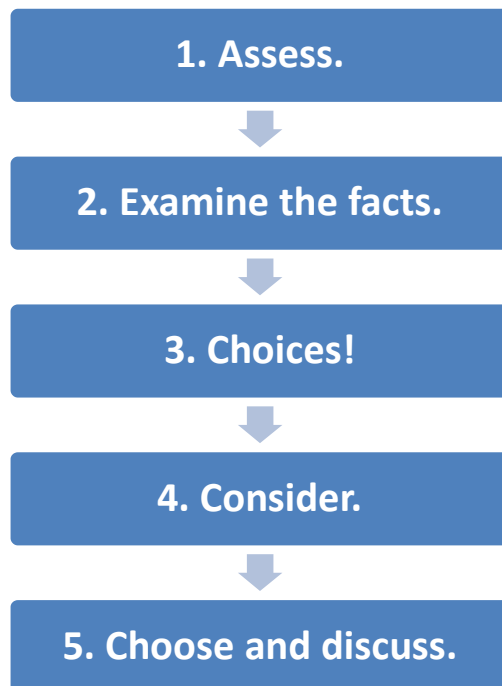 1. Assess.
2. Examine the facts.
3. Choices!
4. Consider.
5. Choose and discuss.